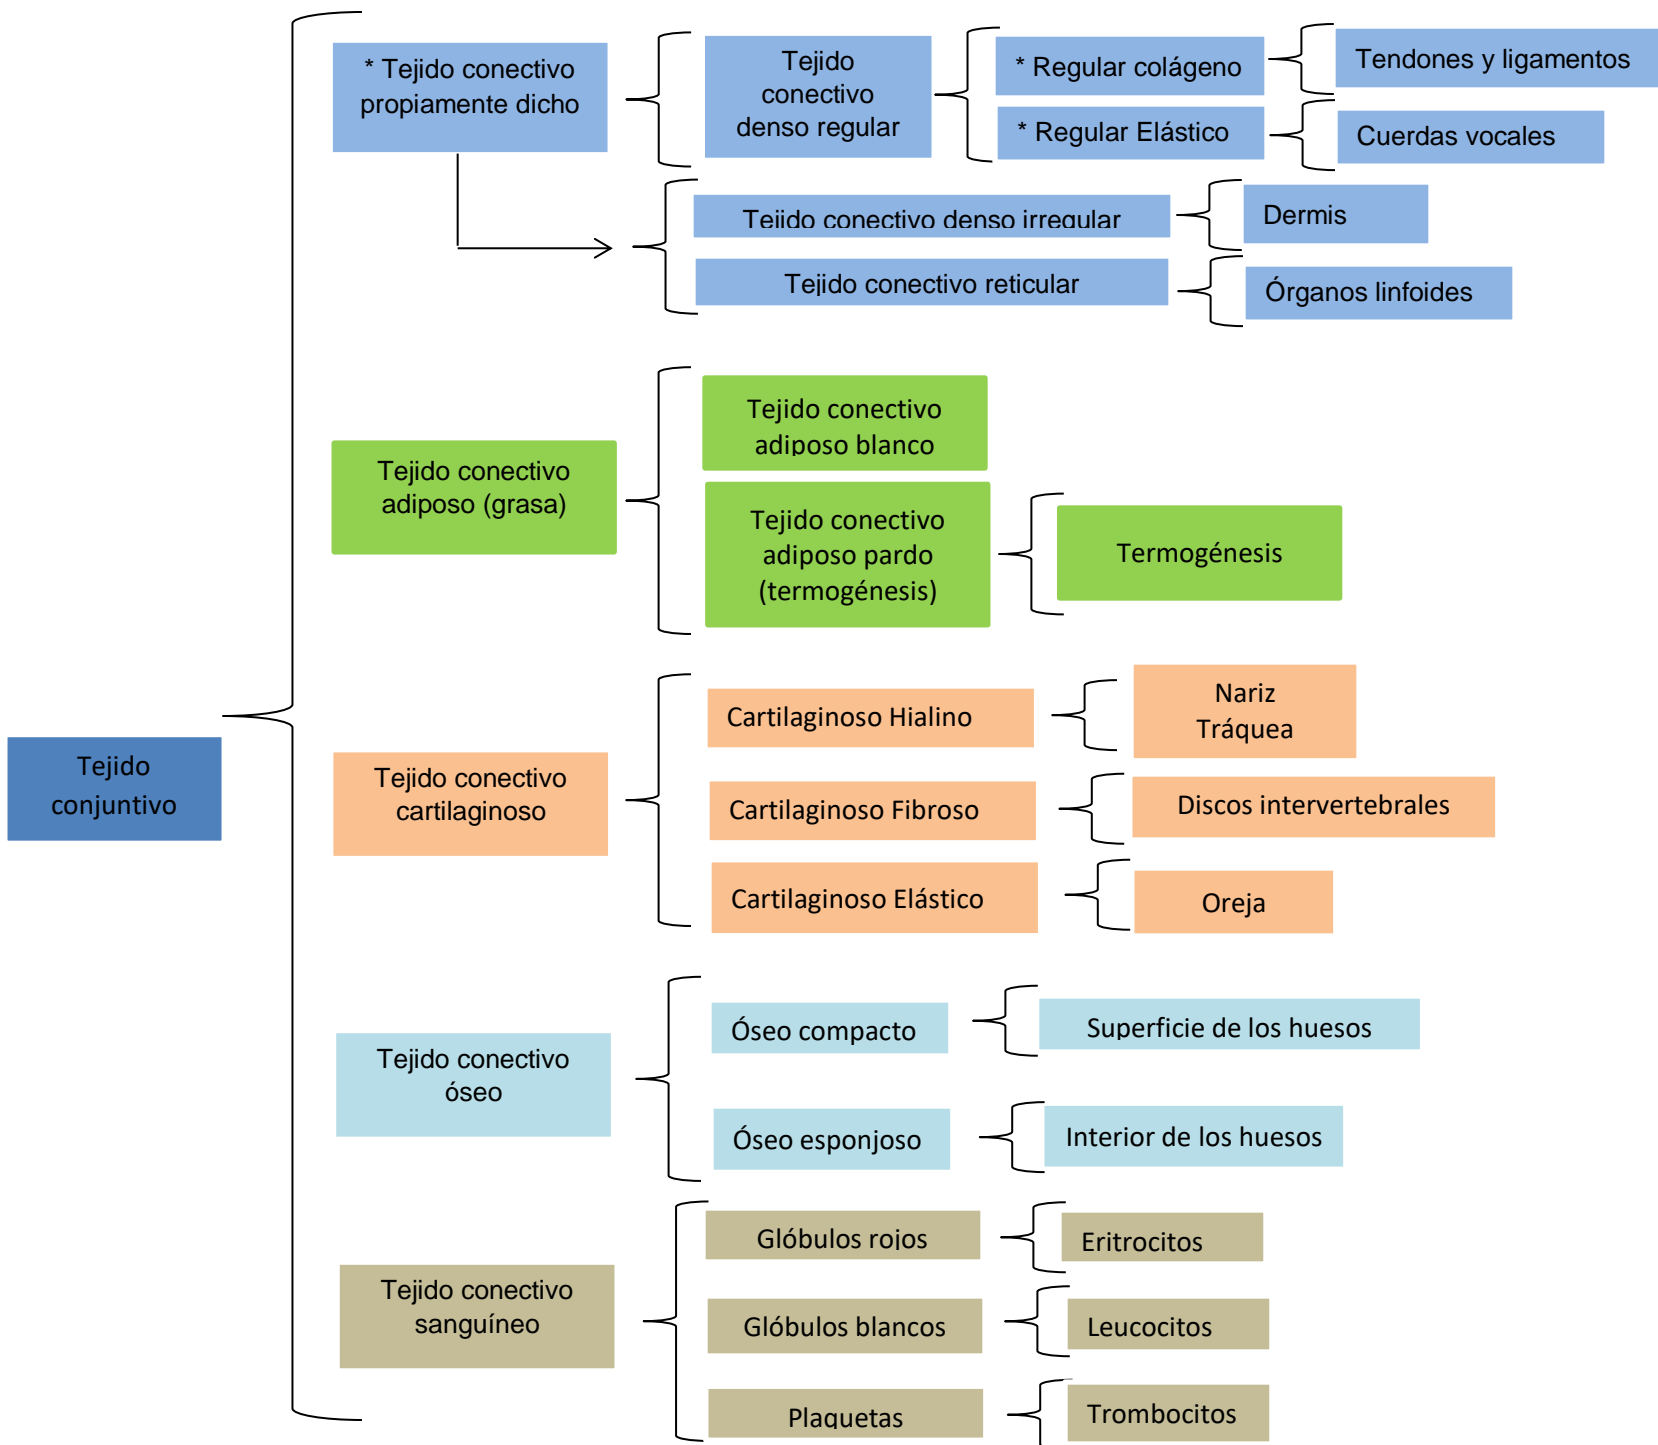 Tejido
conjuntivo
* Tejido conectivo
propiamente dicho
Tejido
conectivo
denso regular
* Regular colágeno
Tendones y ligamentos
* Regular Elástico
Cuerdas vocales
Tejido conectivo denso irregular
Dermis
Tejido conectivo reticular
Órganos linfoides
Tejido conectivo
adiposo (grasa)
Tejido conectivo
adiposo blanco
Tejido conectivo
adiposo pardo
(termogénesis)
Termogénesis
Tejido conectivo
cartilaginoso
Cartilaginoso Hialino
Nariz
Tráquea
Cartilaginoso Fibroso
Discos intervertebrales
Cartilaginoso Elástico
Oreja
Tejido conectivo
óseo
Óseo compacto
Superficie de los huesos
Óseo esponjoso
Interior de los huesos
Tejido conectivo
sanguíneo
Glóbulos rojos
Eritrocitos
Glóbulos blancos
Leucocitos
Plaquetas
Trombocitos